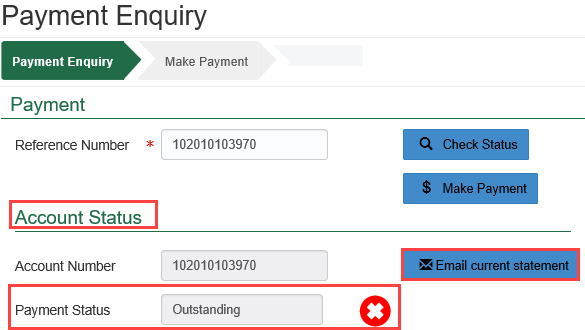 Payment Enquiry
Payment Enquiry Make Payment
Payment
Reference Number * 102010103970 Check Status
$ Make Payment
Account Status
Account Number 102010103970 Email current statement
Payment Status Outstanding